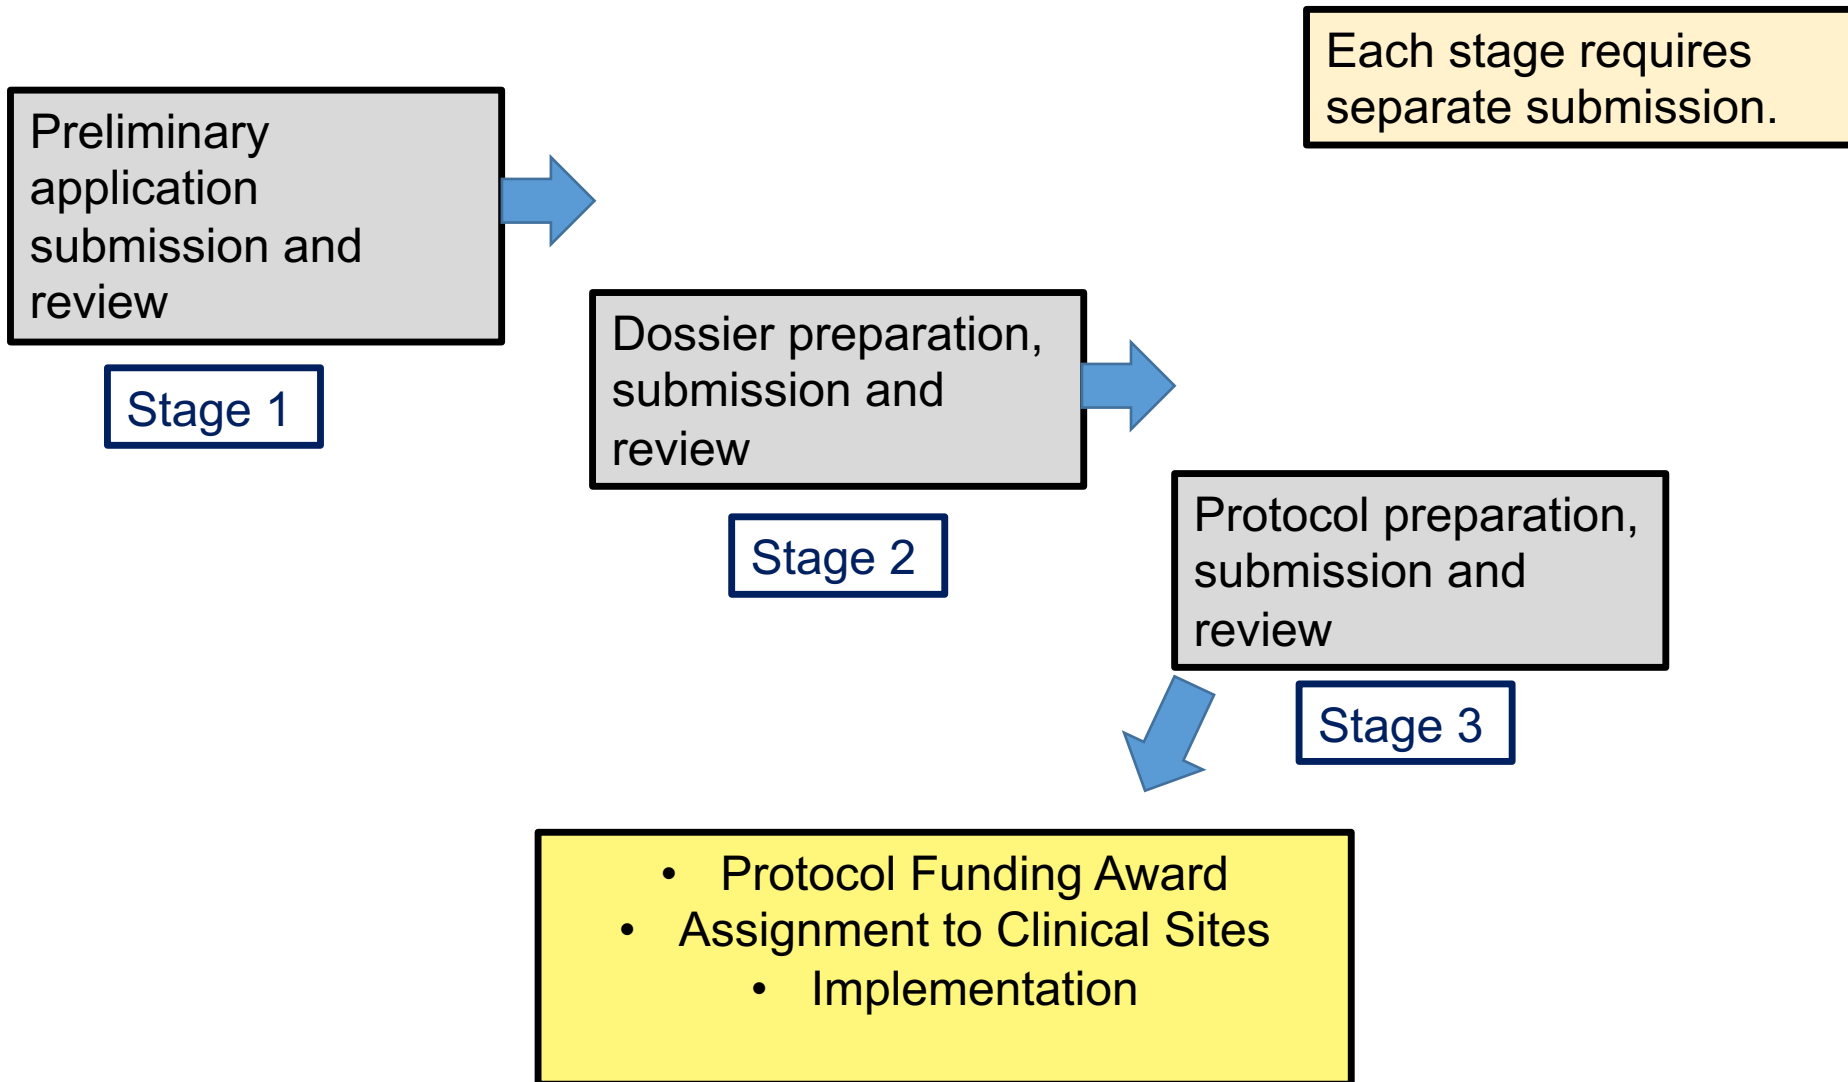 Each stage requires
separate submission.
Preliminary
application
submission and
review
Stage 1
Dossier preparation,
submission and
review
Stage 2
Protocol preparation,
submission and
review
Stage 3
• Protocol Funding Award
• Assignment to Clinical Sites
• Implementation